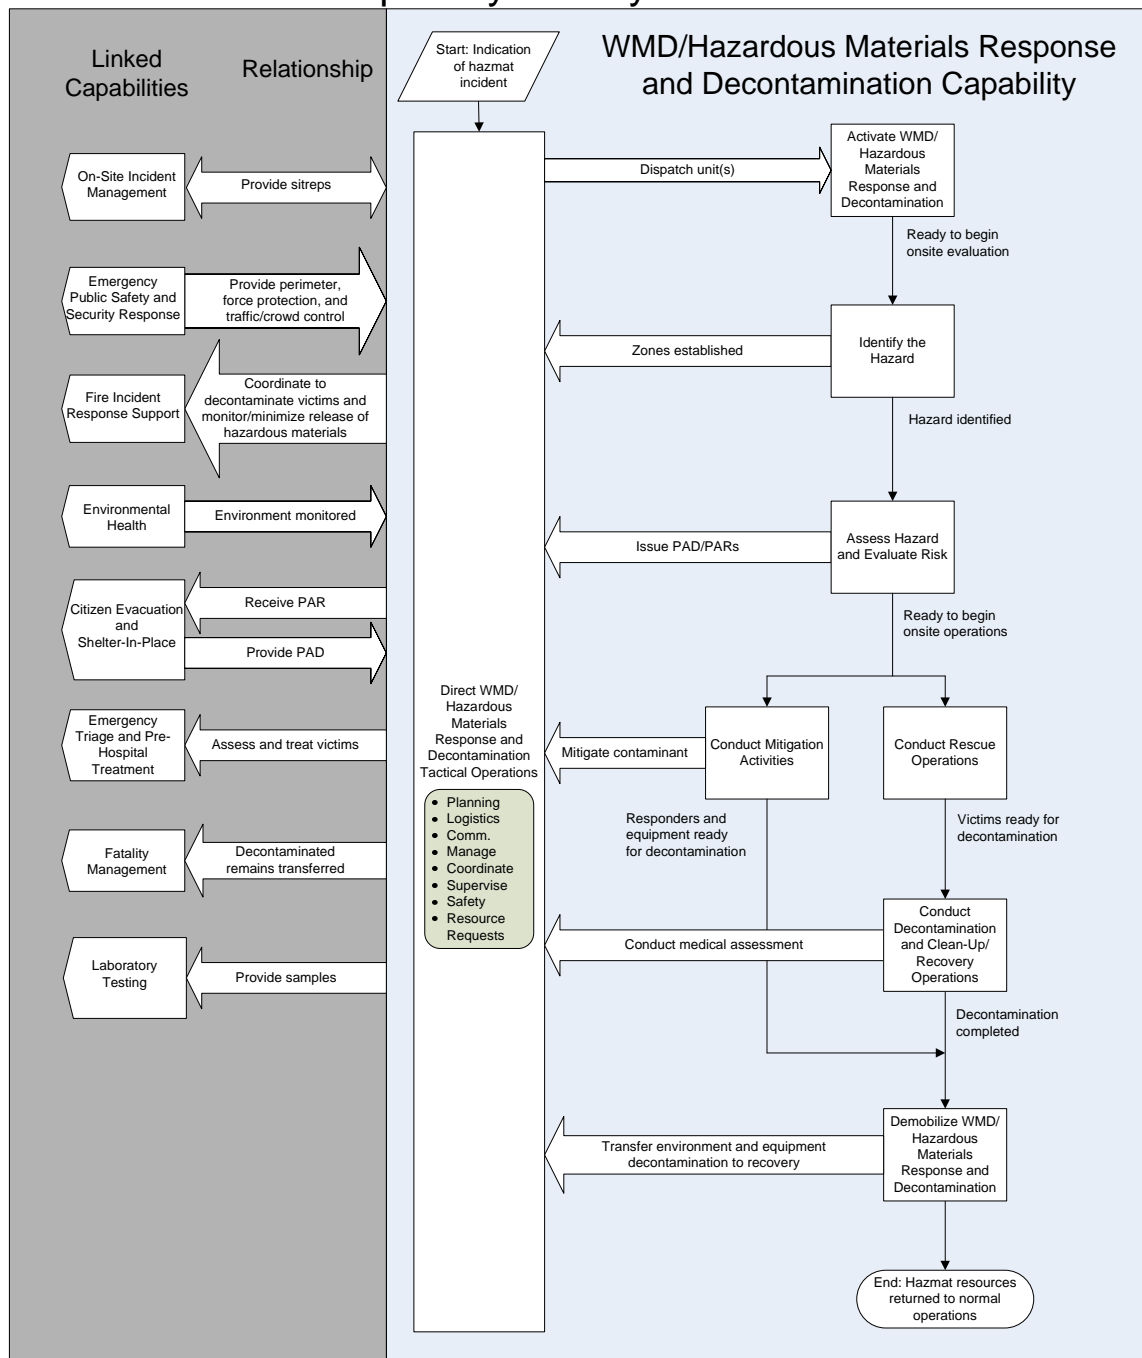 Linked
Capabilities
Relationship
Start: Indication
of hazmat
incident
WMD/Hazardous Materials Response
and Decontamination Capability
On-Site Incident
Management
Provide sitreps
Emergency
Public Safety and
Security Response
Provide perimeter,
force protection, and
traffic/crowd control
Fire Incident
Response Support
Coordinate to
decontaminate victims and
monitor/minimize release of
hazardous materials
Environmental
Health
Environment monitored
Citizen Evacuation
and
Shelter-In-Place
Receive PAR
Provide PAD
Emergency
Triage and Pre-
Hospital
Treatment
Assess and treat victims
Fatality
Management
Decontaminated
remains transferred
Laboratory
Testing
Provide samples
Direct WMD/
Hazardous
Materials
Response and
Decontamination
Tactical Operations
• Planning
• Logistics
• Comm.
• Manage
• Coordinate
• Supervise
• Safety
• Resource
Requests
Dispatch unit(s)
Activate WMD/
Hazardous
Materials
Response and
Decontamination
Ready to begin
onsite evaluation
Zones established
Identify the
Hazard
Hazard identified
Issue PAD/PARs
Assess Hazard
and Evaluate Risk
Ready to begin
onsite operations
Mitigate contaminant
Conduct Mitigation
Activities
Conduct Rescue
Operations
Responders and
equipment ready
for decontamination
Victims ready for
decontamination
Conduct medical assessment
Conduct
Decontamination
and Clean-Up/
Recovery
Operations
Decontamination
completed
Transfer environment and equipment
decontamination to recovery
Demobilize WMD/
Hazardous
Materials
Response and
Decontamination
End: Hazmat resources
returned to normal
operations